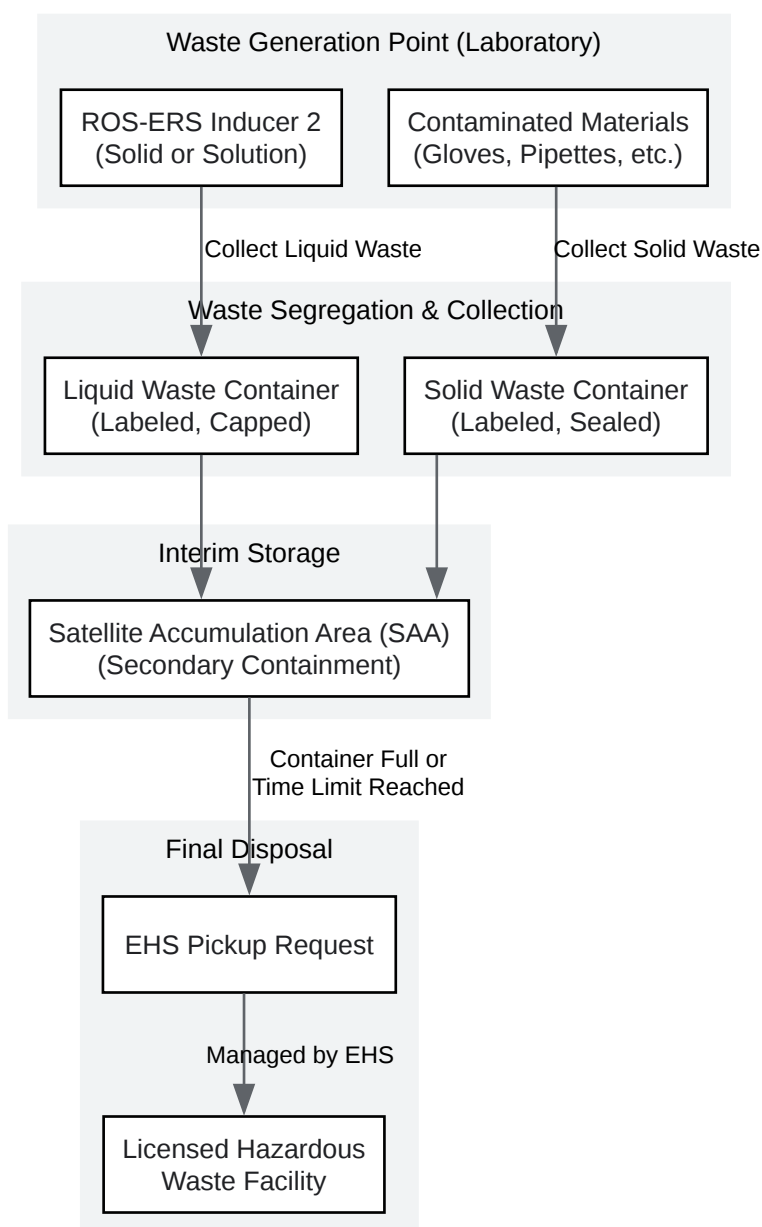 Waste Generation Point (Laboratory)
ROS-ERS Inducer 2
(Solid or Solution)
Contaminated Materials
(Gloves, Pipettes, etc.)
Collect Liquid Waste
Collect Solid Waste
Waste Segregation & Collection
Liquid Waste Container
(Labeled, Capped)
Solid Waste Container
(Labeled, Sealed)
Interim Storage
Satellite Accumulation Area (SAA)
(Secondary Containment)
Container Full or
Time Limit Reached
Final Disposal
EHS Pickup Request
Managed by EHS
Licensed Hazardous
Waste Facility